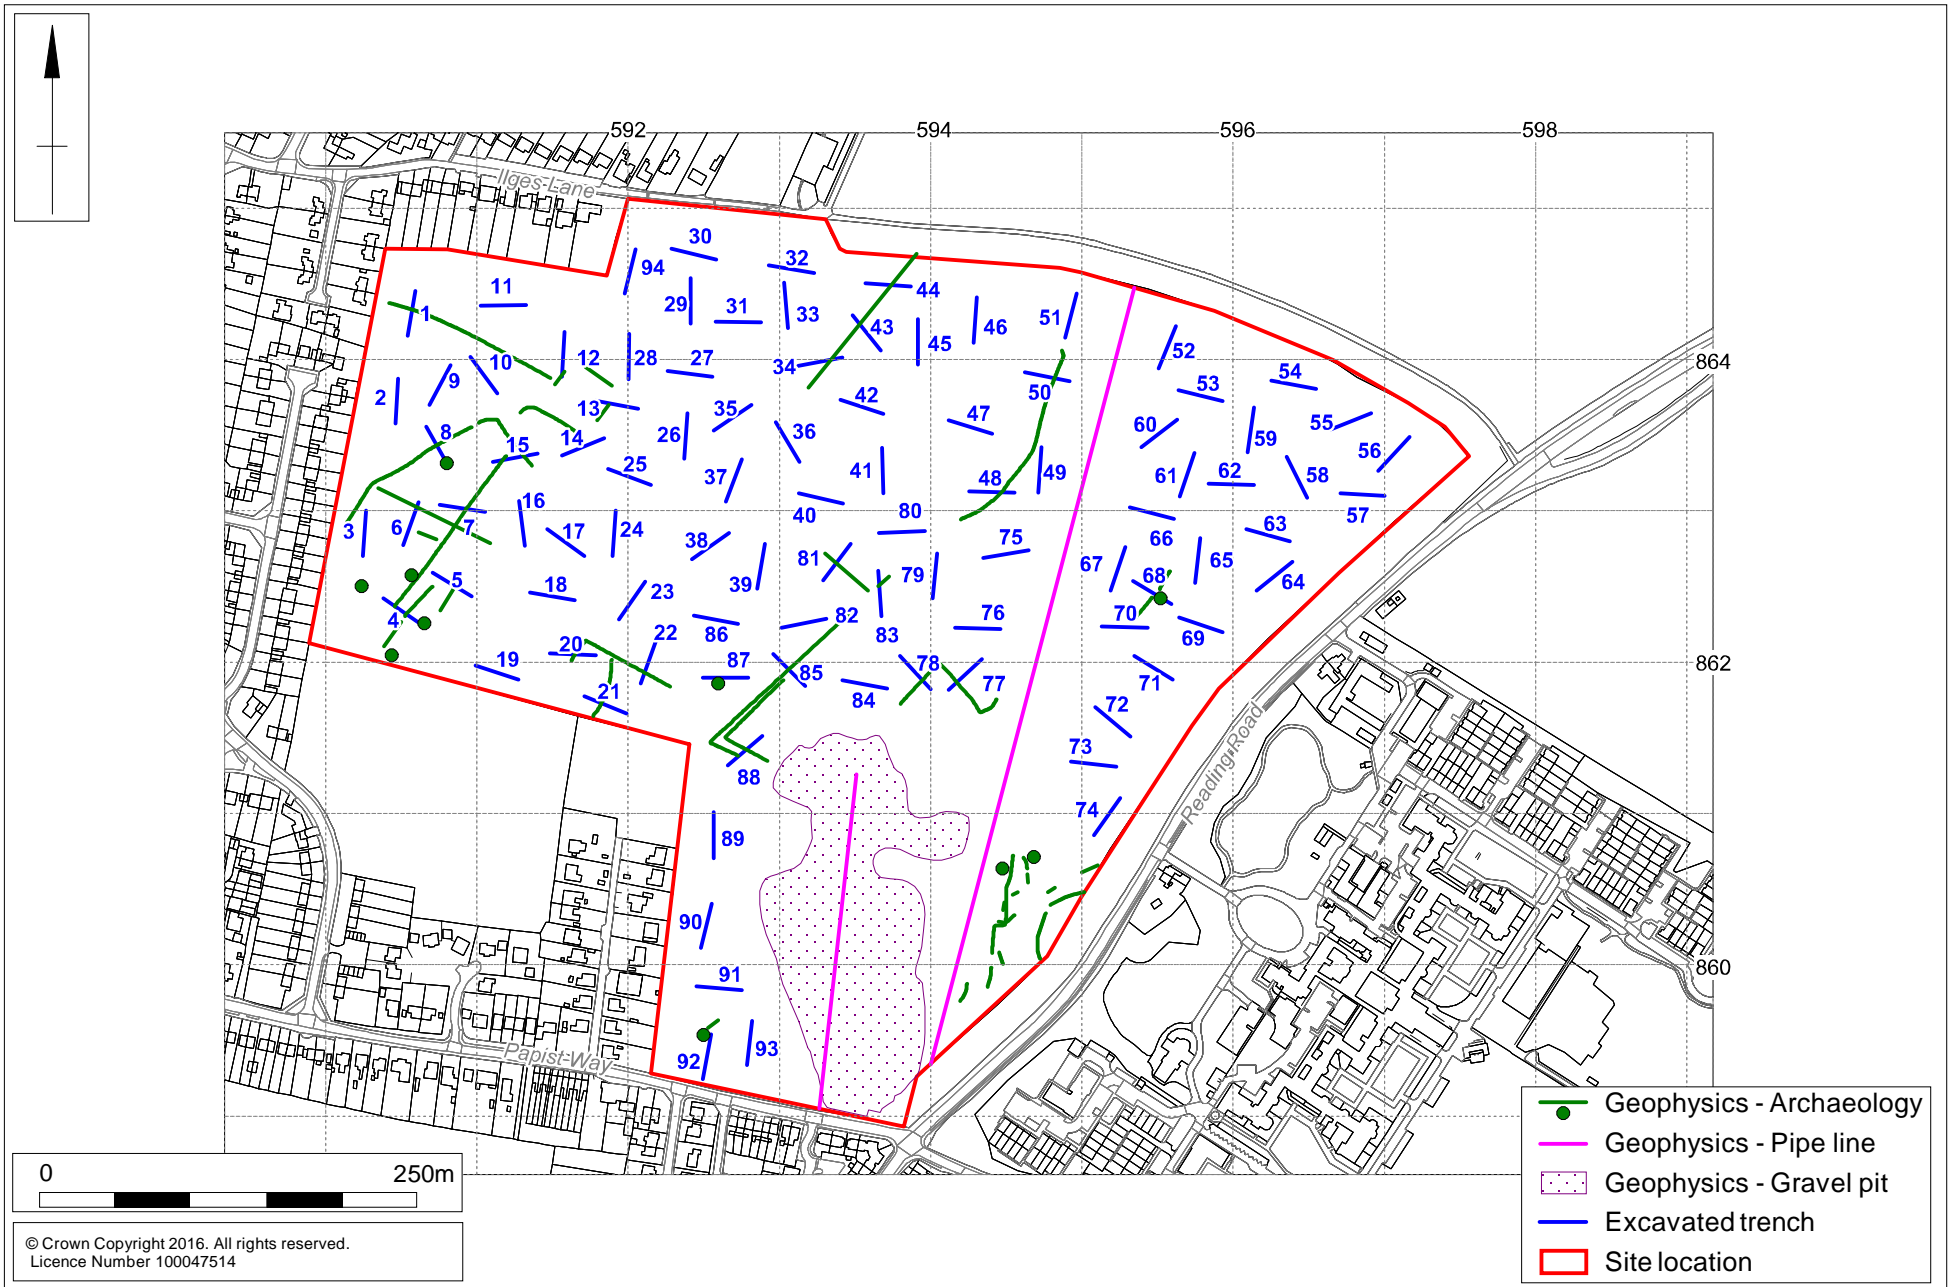 592 594 596 598
Ilges Lane
30
94 32
11 29 31 33 44
1 43 45 46 51
10 12 28 27 34 52
864
2 9 13 35 42 50 53 54
8 15 14 26 36 47 60 59 55 56
25 37 41 48 49 61 62 58
3 6 7 16 17 24 40 80 57
38 81 75 66 63
5 18 23 39 79 67 68 65 64
4 86 82 83 76 70 69
20 22 87 85 78
862
19 21 84 77 71
72
88 73
Reading Road
89 74
90
91
860
92 93
Papist Way
0 250m
© Crown Copyright 2016. All rights reserved.
Licence Number 100047514
Geophysics - Archaeology
Geophysics - Pipe line
Geophysics - Gravel pit
Excavated trench
Site location